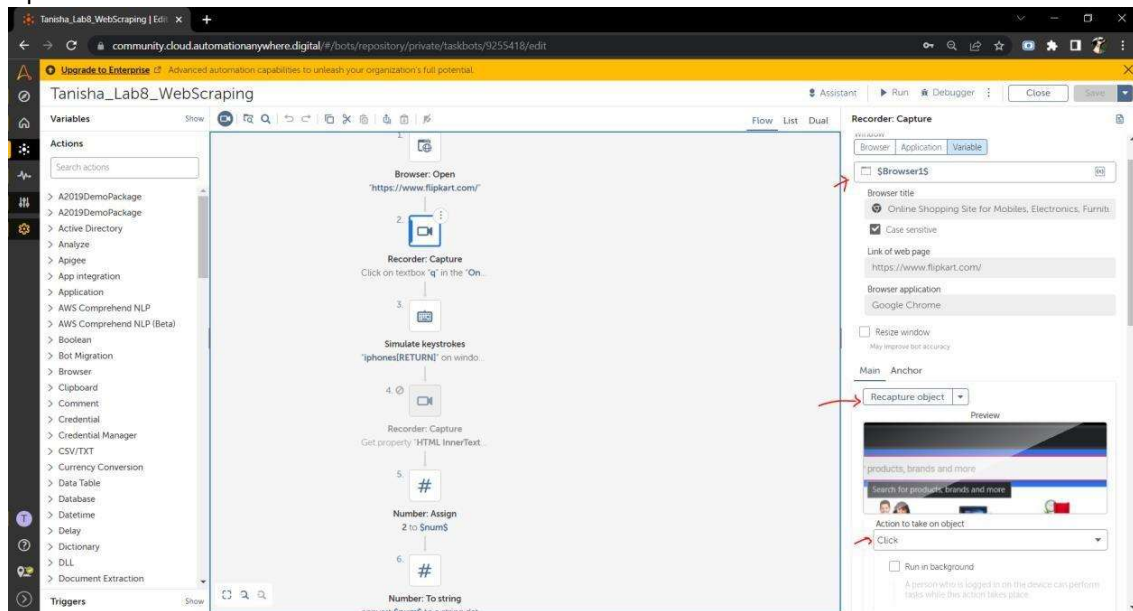 Tanisha_Lab8_WebScraping | Edit
community.cloud.automationanywhere.digital/#/bots/repository/private/taskbots/9255418/edit
Upgrade to Enterprise Advanced automation capabilities to unleash your organization's full potential.
Tanisha_Lab8_WebScraping
Assistant Run Debugger Close Save
Variables Show
Flow List Dual
Actions
Search actions
> A2019DemoPackage
> A2019DemoPackage
> Active Directory
> Analyze
> Apigee
> App integration
> Application
> AWS Comprehend NLP
> AWS Comprehend NLP (Beta)
> Boolean
> Bot Migration
> Browser
> Clipboard
> Comment
> Credential
> Credential Manager
> CSV/TXT
> Currency Conversion
> Data Table
> Database
> Datetime
> Delay
> Dictionary
> DLL
> Document Extraction
Triggers Show
T
1.
Browser: Open
"https://www.flipkart.com/"
2.
Recorder: Capture
Click on textbox "q" in the "On...
3.
Simulate keystrokes
"iphones[RETURN]" on windo...
4.
Recorder: Capture
Get property "HTML InnerText...
5.
#
Number: Assign
2 to $num$
6.
#
Number: To string
Recorder: Capture
Window
Browser Application Variable
$Browser1$
(x)
Browser title
Online Shopping Site for Mobiles, Electronics, Furnitu
Case sensitive
Link of web page
https://www.flipkart.com/
Browser application
Google Chrome
Resize window
May improve bot accuracy
Main Anchor
Recapture object
Preview
products, brands and more
Search for products, brands and more
Action to take on object
Click
Run in background
A person who is logged in on the device can perform
tasks while this action takes place.